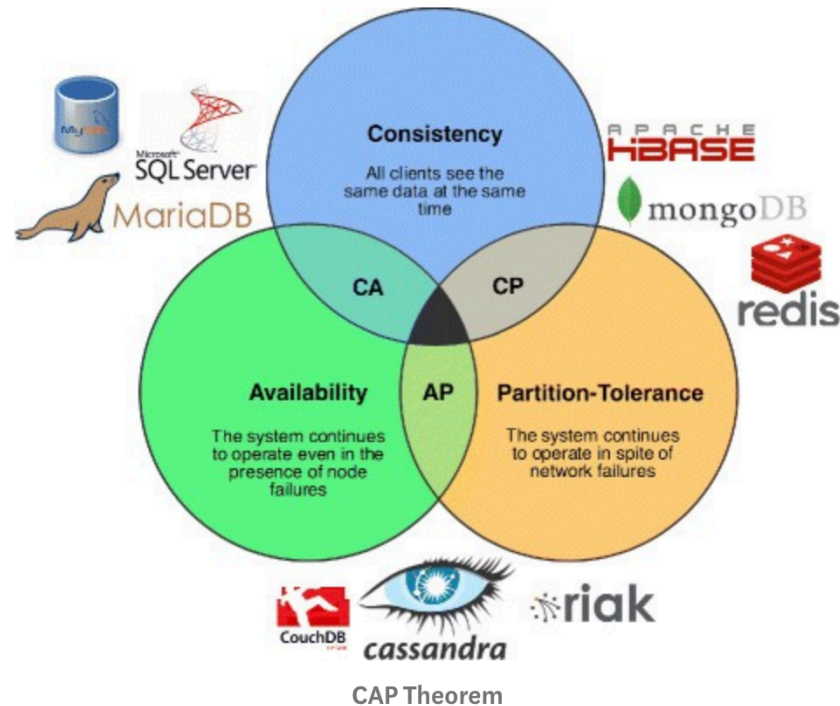 Consistency
All clients see the
same data at the same
time
MySQL
Microsoft
SQL Server
MariaDB
APACHE
HBASE
mongoDB
redis
CA
CP
AP
Availability
The system continues
to operate even in the
presence of node
failures
Partition-Tolerance
The system continues
to operate in spite of
network failures
CouchDB
cassandra
riak
CAP Theorem